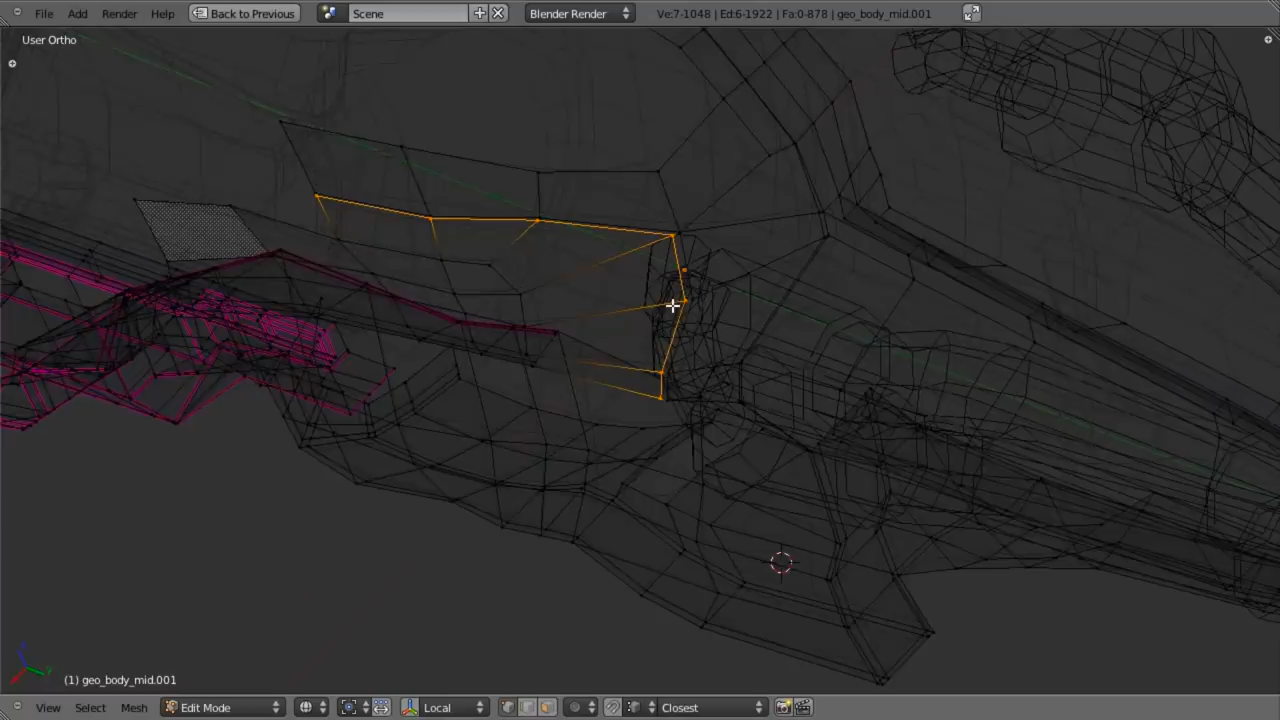 File Add Render Help Back to Previous Scene Blender Render Ve:7-1048 | Ed:6-1922 | Fa:0-878 | geo_body_mid.001
User Ortho
(1) geo_body_mid.001
View Select Mesh Edit Mode Local Closest